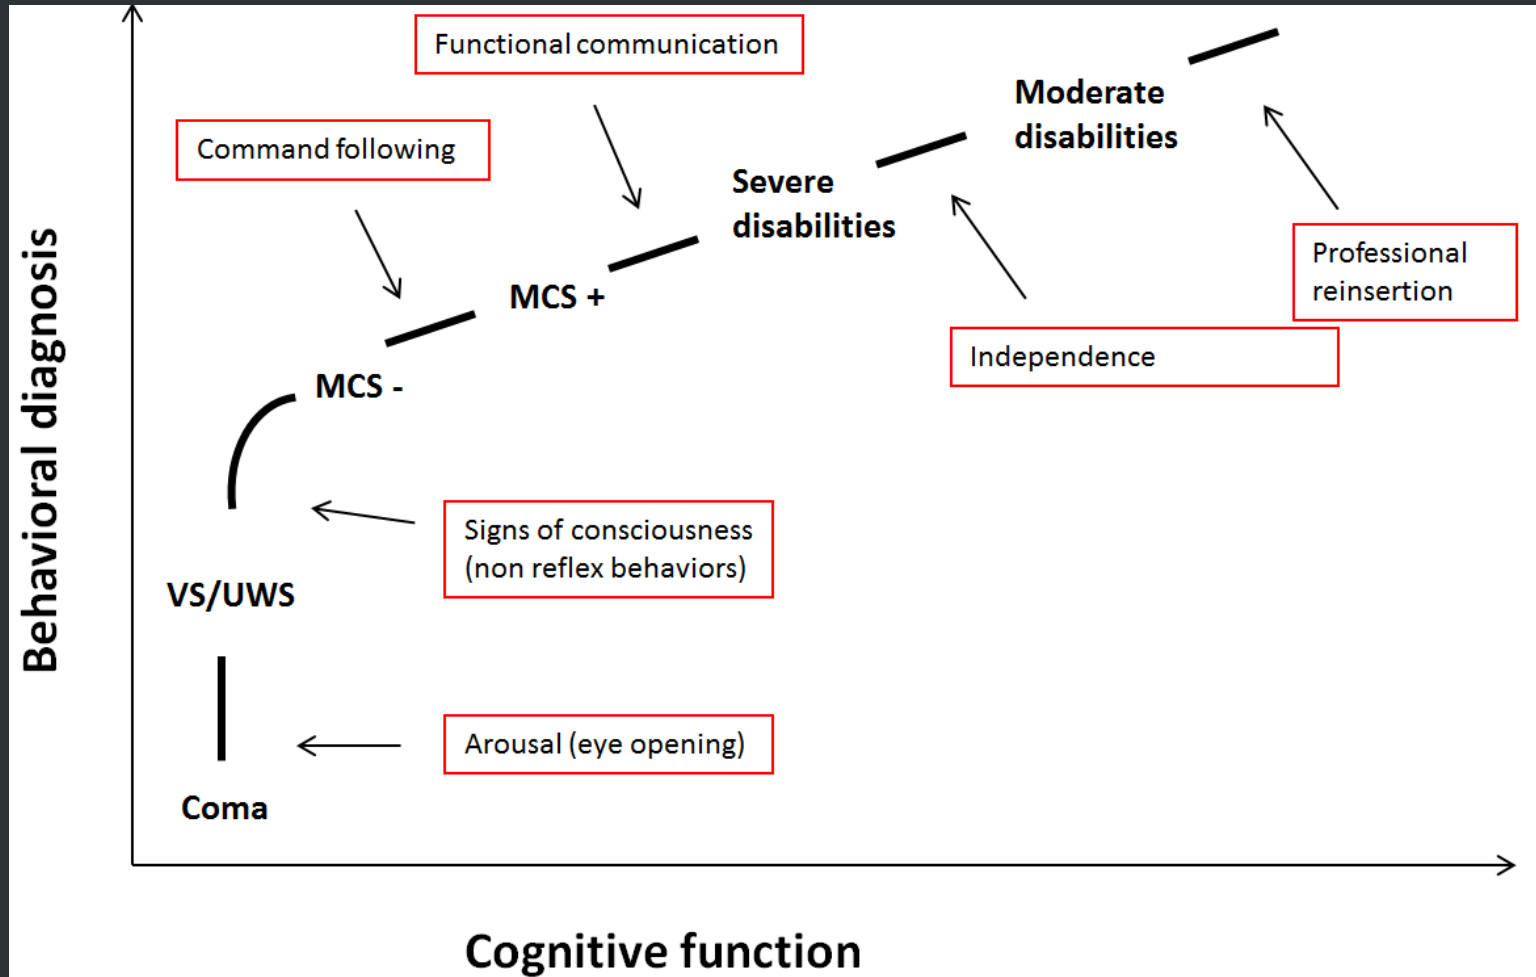 Functional communication
Moderate
disabilities
Command following
Severe
disabilities
Professional
reinsertion
MCS +
Independence
MCS -
Behavioral diagnosis
Signs of consciousness
(non reflex behaviors)
VS/UWS
Arousal (eye opening)
Coma
Cognitive function